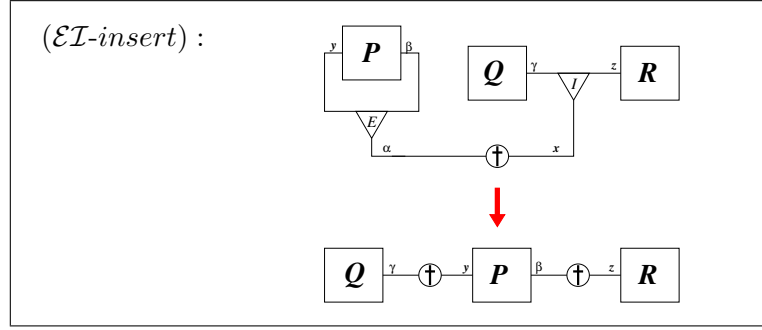 (ℰℐ-insert) :
y P β
Q γ z R
I
E
α † x
Q γ † y P β † z R